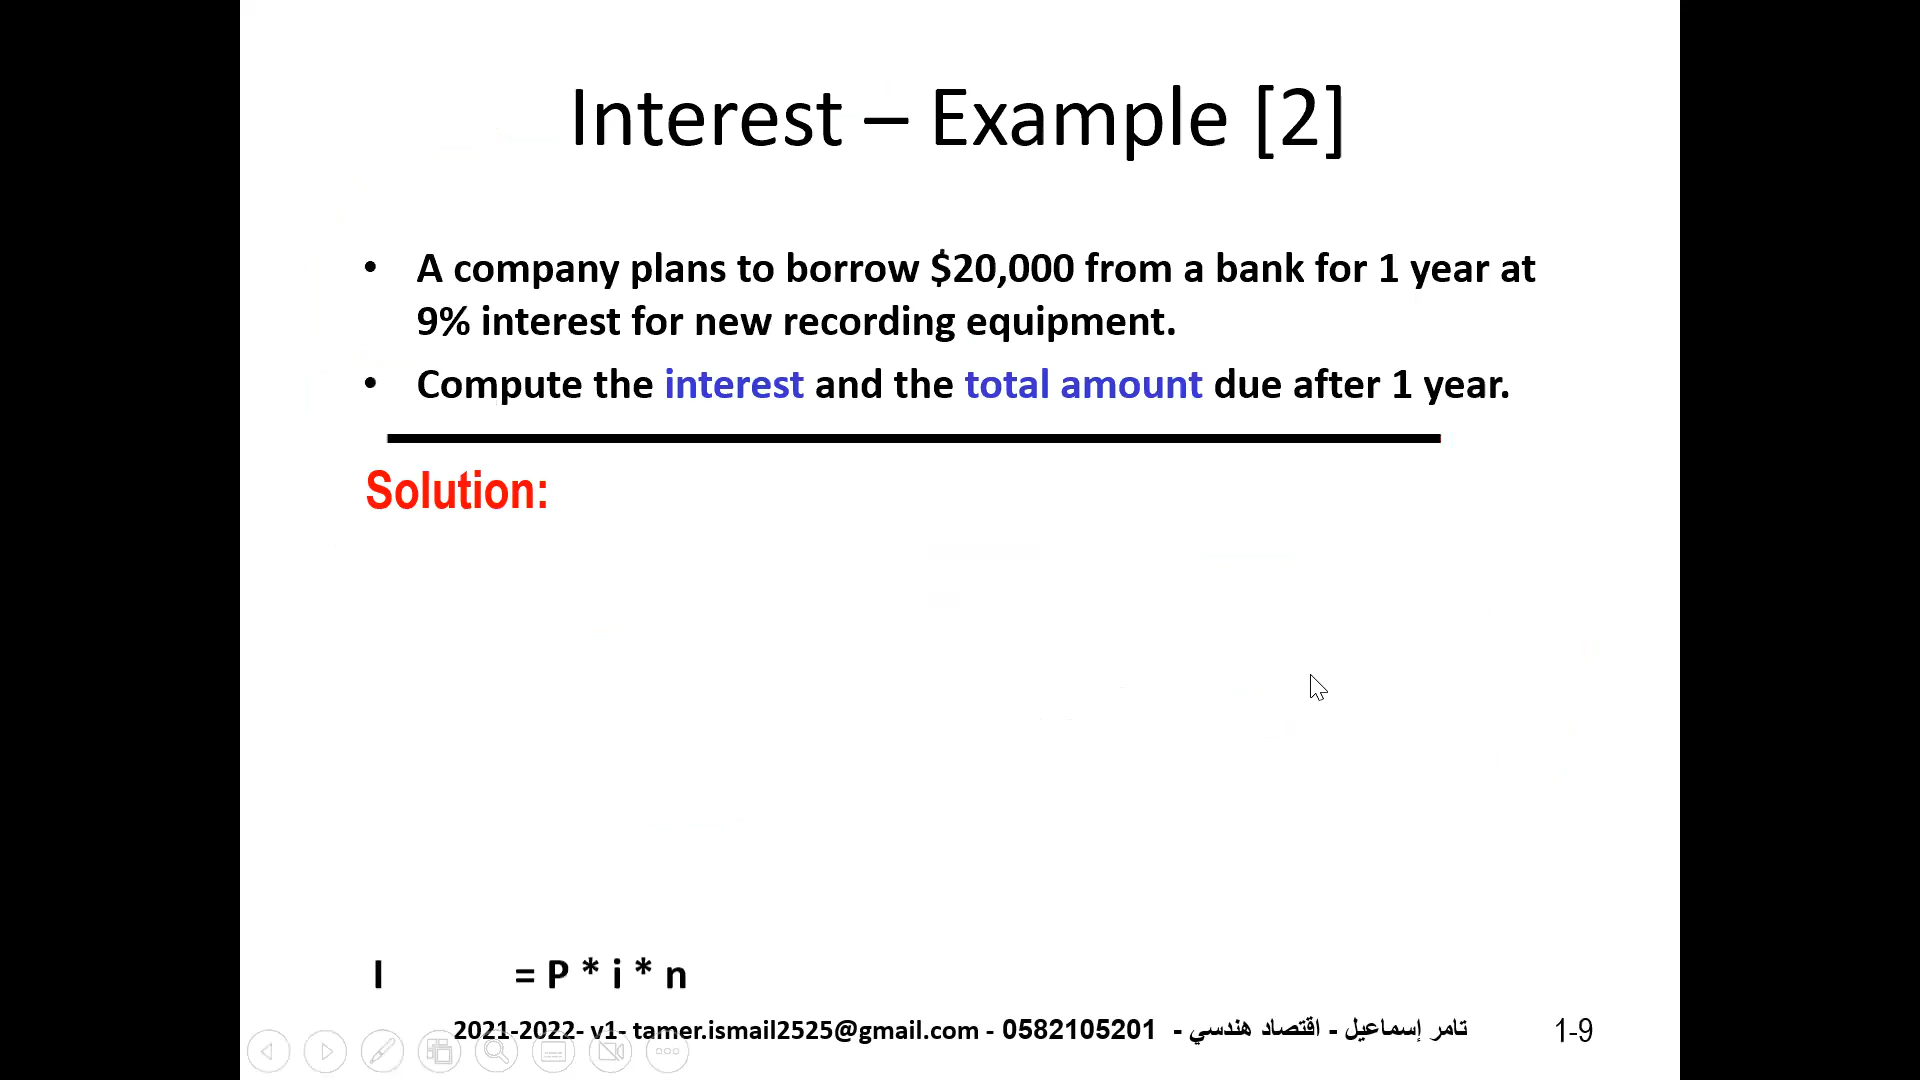 Interest – Example [2]
• A company plans to borrow $20,000 from a bank for 1 year at
9% interest for new recording equipment.
• Compute the interest and the total amount due after 1 year.
Solution:
I = P * i * n
2021-2022- v1- tamer.ismail2525@gmail.com - 0582105201 - تامر إسماعيل - اقتصاد هندسي
1-9